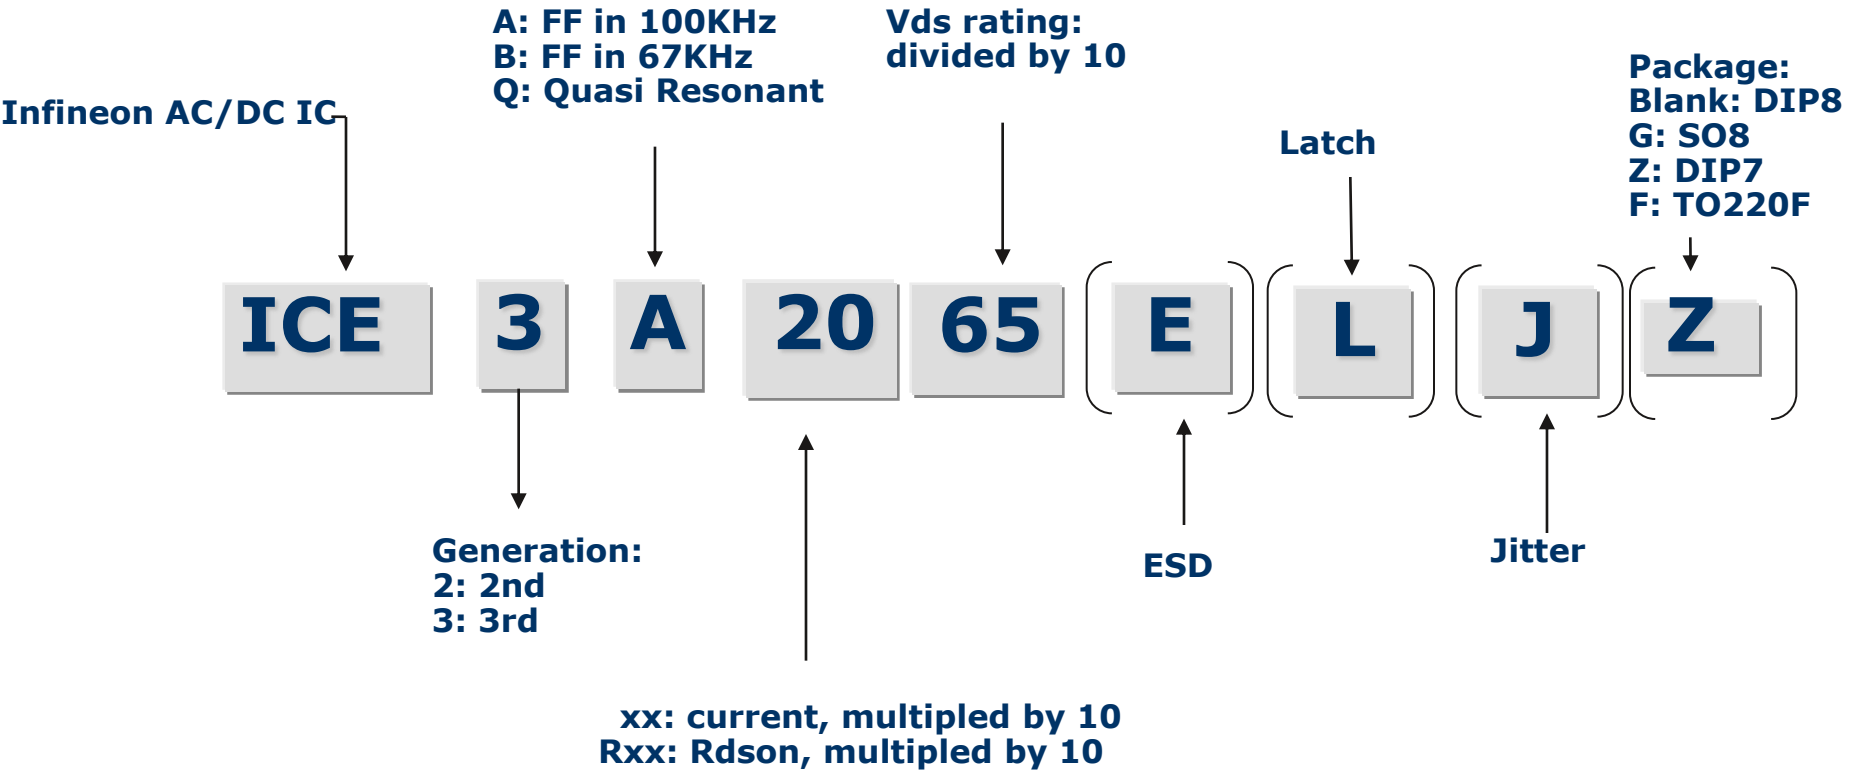 A: FF in 100KHz
B: FF in 67KHz
Q: Quasi Resonant
Vds rating:
divided by 10
Package:
Blank: DIP8
G: SO8
Z: DIP7
F: TO220F
Infineon AC/DC IC
Latch
ICE 3 A 20 65 E L J Z
Generation:
2: 2nd
3: 3rd
ESD
Jitter
xx: current, multipled by 10
Rxx: Rdson, multipled by 10